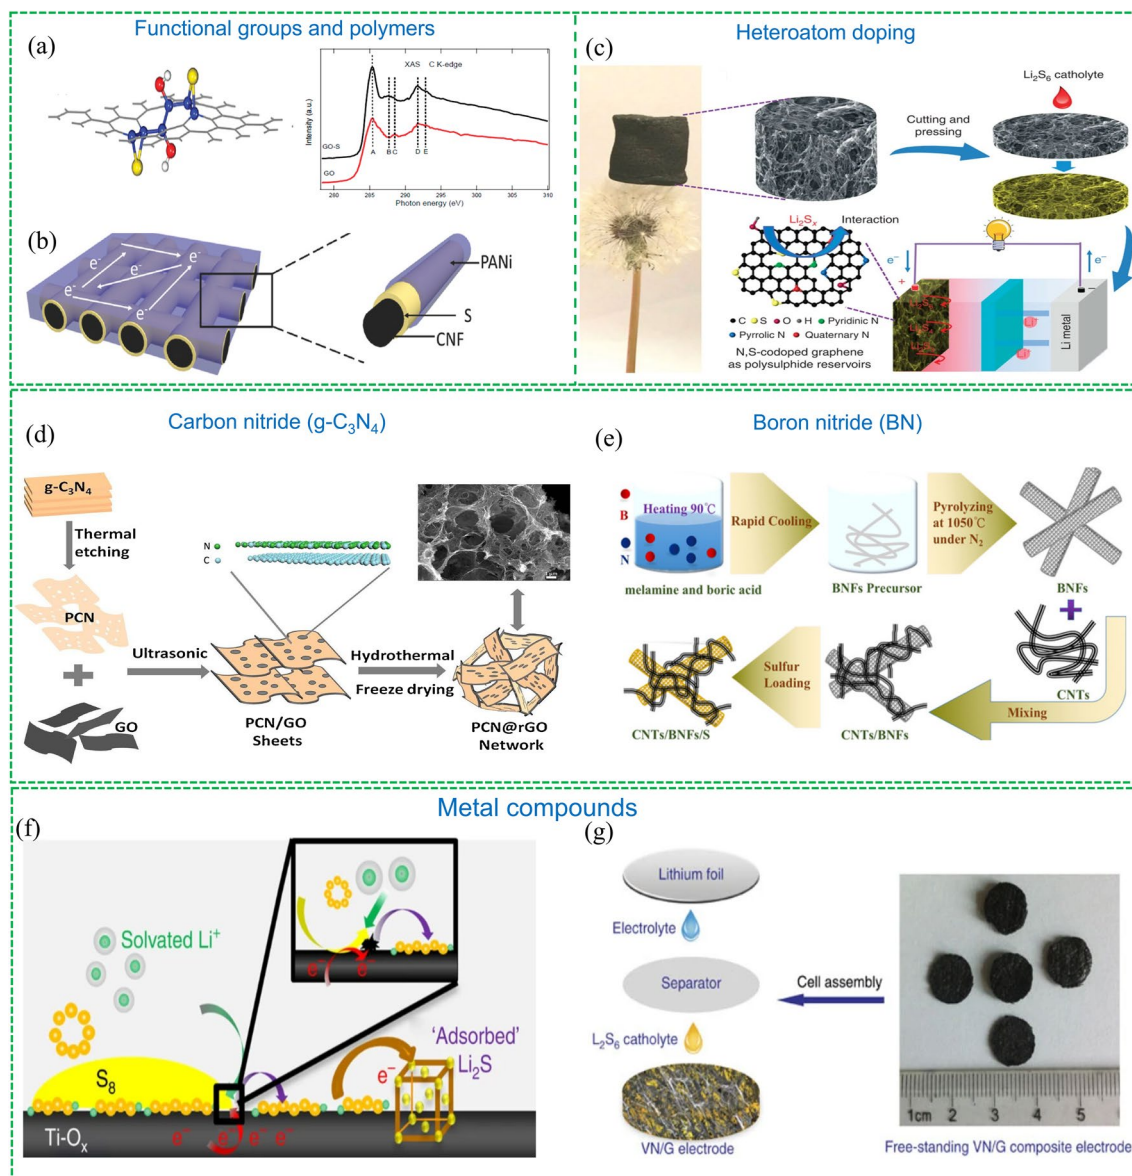 Functional groups and polymers
(a)
XAS C K-edge
Intensity (a.u.)
GO-S
GO
A B C D E
280 285 290 295 300 305 310
Photon energy (eV)
(b)
e⁻ e⁻
e⁻
e⁻ e⁻
PANi
S
CNF
Heteroatom doping
(c)
Li₂S₆ catholyte
Cutting and
pressing
Li₂Sₓ
Interaction
C S O H Pyridinic N
Pyrrolic N Quaternary N
N,S-codoped graphene
as polysulphide reservoirs
e⁻
e⁻
+
–
Li metal
Carbon nitride (g-C₃N₄)
(d)
g-C₃N₄
Thermal
etching
PCN
GO
N
C
Ultrasonic
PCN/GO
Sheets
Hydrothermal
Freeze drying
PCN@rGO
Network
Boron nitride (BN)
(e)
Heating 90℃
B
N
melamine and boric acid
Rapid Cooling
BNFs Precursor
Pyrolyzing
at 1050℃
under N₂
BNFs
+
CNTs
Mixing
CNTs/BNFs
Sulfur
Loading
CNTs/BNFs/S
Metal compounds
(f)
Solvated Li⁺
S₈
e⁻ e⁻
'Adsorbed'
Li₂S
e⁻
Ti-Oₓ
e⁻ e⁻ e⁻ e⁻
(g)
Lithium foil
Electrolyte
Separator
L₂S₆ catholyte
VN/G electrode
Cell assembly
1cm 2 3 4 5
Free-standing VN/G composite electrode